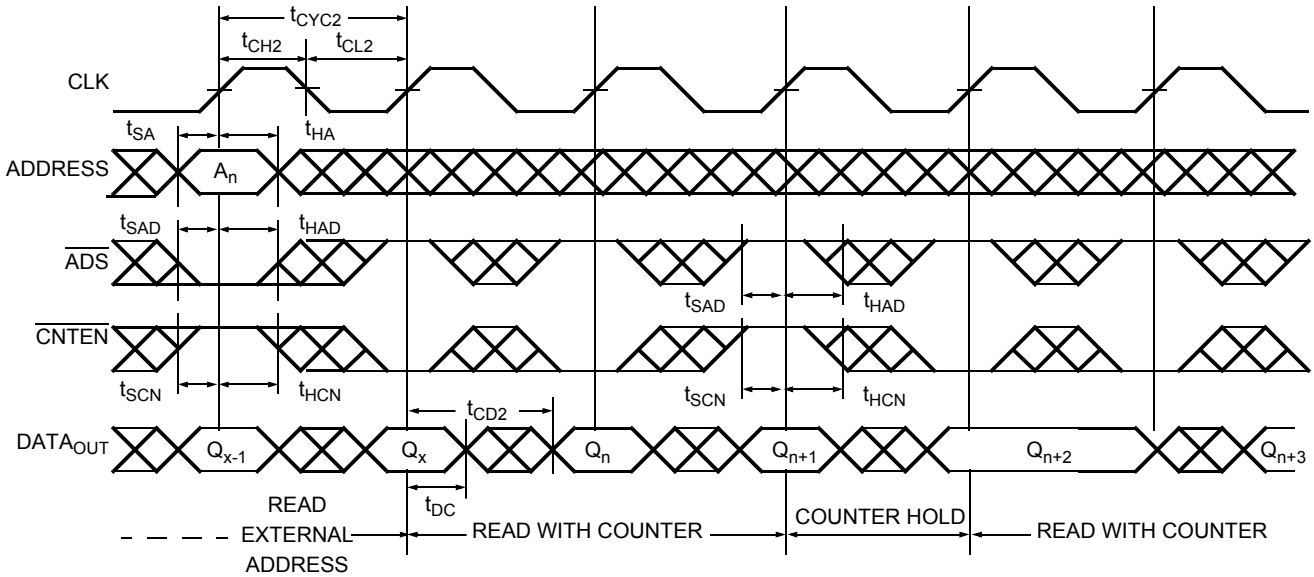 tCYC2
tCH2 tCL2
CLK
tSA tHA
ADDRESS An
tSAD tHAD
ADS
tSAD tHAD
CNTEN
tSCN tHCN tSCN tHCN
tCD2
DATAOUT Qx-1 Qx Qn Qn+1 Qn+2 Qn+3
tDC
READ
EXTERNAL
ADDRESS
READ WITH COUNTER
COUNTER HOLD
READ WITH COUNTER